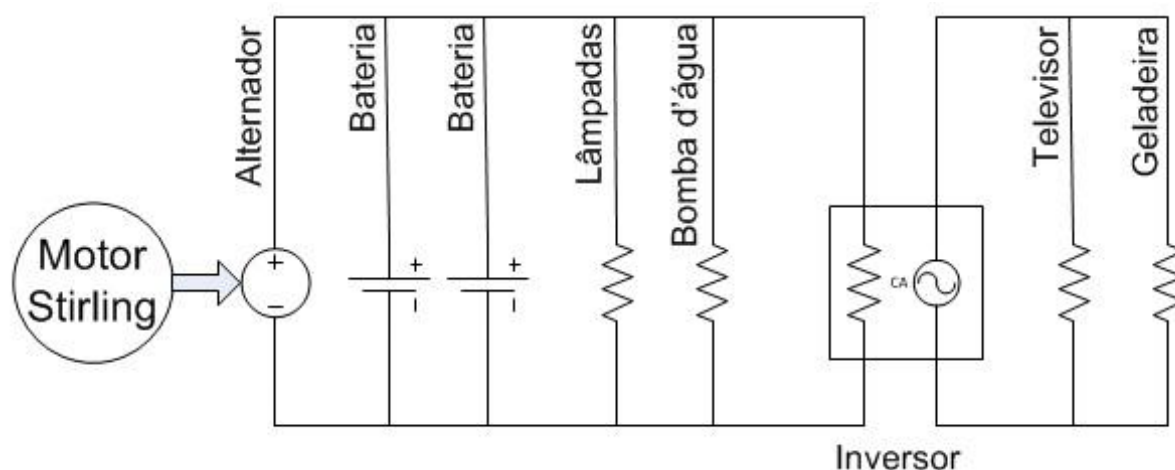 Motor
Stirling
Alternador
+
−
Bateria
+
-
Bateria
+
-
Lâmpadas
Bomba d'água
CA
Inversor
Televisor
Geladeira